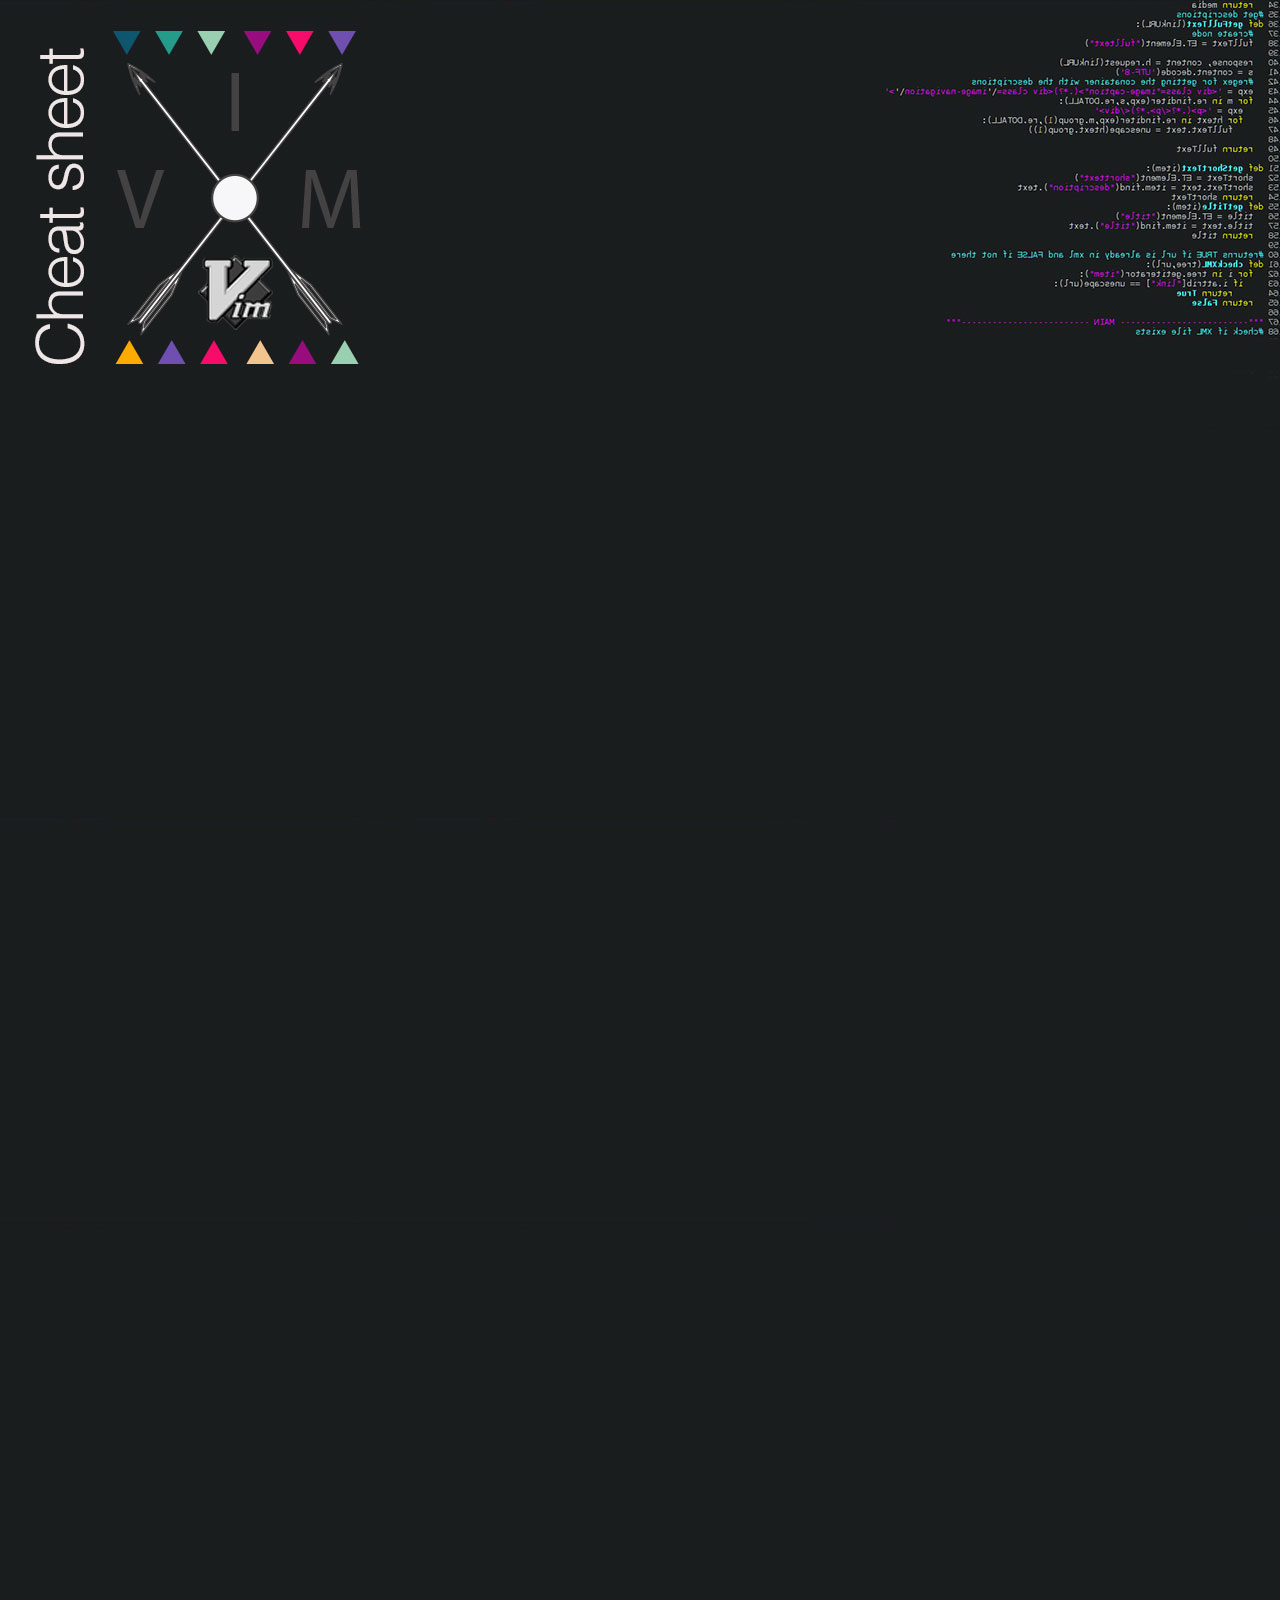 Cheat sheet
I
V M
Vim
34 return media
35 #get descriptions
36 def getFullText(linkURL):
37 #create node
38 fullText = ET.Element("fulltext")
39
40 response, content = h.request(linkURL)
41 s = content.decode('UTF-8')
42 #regex for getting the container with the descriptions
43 exp = '<div class="image-caption">(.*?)<div class=\'image-navigation\'>'
44 for m in re.finditer(exp,s,re.DOTALL):
45 exp = '<p>(.*?</p>.*?)</div>'
46 for htext in re.finditer(exp,m.group(1),re.DOTALL):
47 fullText.text = unescape(htext.group(1))
48
49 return fullText
50
51 def getShortText(item):
52 shortText = ET.Element("shorttext")
53 shortText.text = item.find("description").text
54 return shortText
55 def getTitle(item):
56 title = ET.Element("title")
57 title.text = item.find("title").text
58 return title
59
60 #returns TRUE if url is already in xml and FALSE if not there
61 def checkXML(tree,url):
62 for i in tree.getiterator("item"):
63 if i.attrib["link"] == unescape(url):
64 return True
65 return False
66
67 """------------------------- MAIN -------------------------"""
68 #check if XML file exists